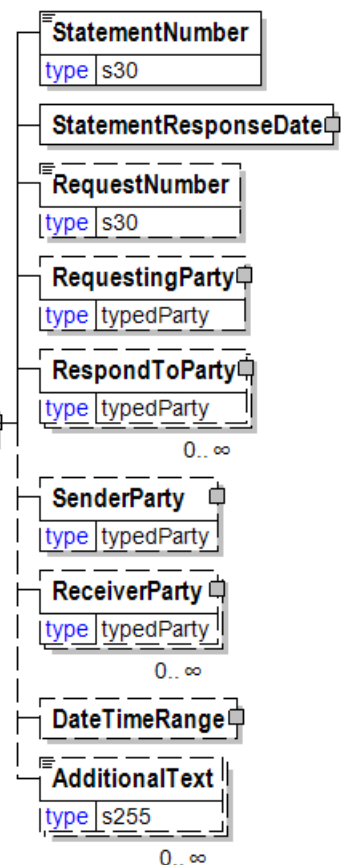 StatementNumber
type s30
StatementResponseDate
RequestNumber
type s30
RequestingParty
type typedParty
RespondToParty
type typedParty
0.. ∞
SenderParty
type typedParty
ReceiverParty
type typedParty
0.. ∞
DateTimeRange
AdditionalText
type s255
0.. ∞